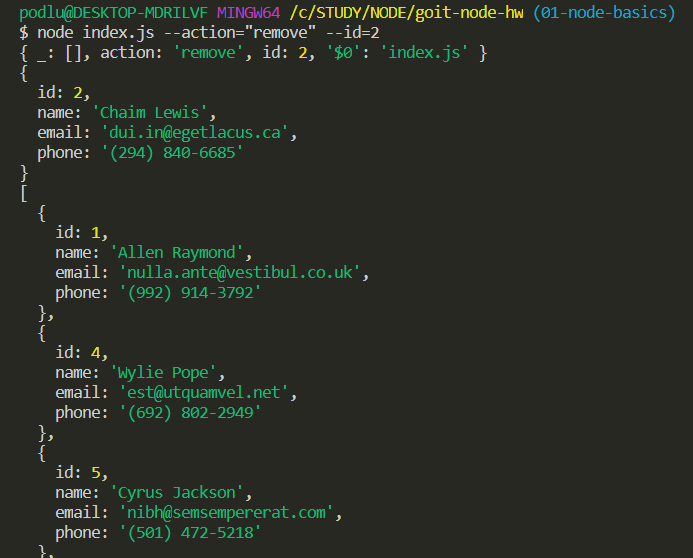 podlu@DESKTOP-MDRILVF MINGW64 /c/STUDY/NODE/goit-node-hw (01-node-basics)
$ node index.js --action="remove" --id=2
{ _: [], action: 'remove', id: 2, '$0': 'index.js' }
{
  id: 2,
  name: 'Chaim Lewis',
  email: 'dui.in@egetlacus.ca',
  phone: '(294) 840-6685'
}
[
  {
    id: 1,
    name: 'Allen Raymond',
    email: 'nulla.ante@vestibul.co.uk',
    phone: '(992) 914-3792'
  },
  {
    id: 4,
    name: 'Wylie Pope',
    email: 'est@utquamvel.net',
    phone: '(692) 802-2949'
  },
  {
    id: 5,
    name: 'Cyrus Jackson',
    email: 'nibh@semsempererat.com',
    phone: '(501) 472-5218'
  },